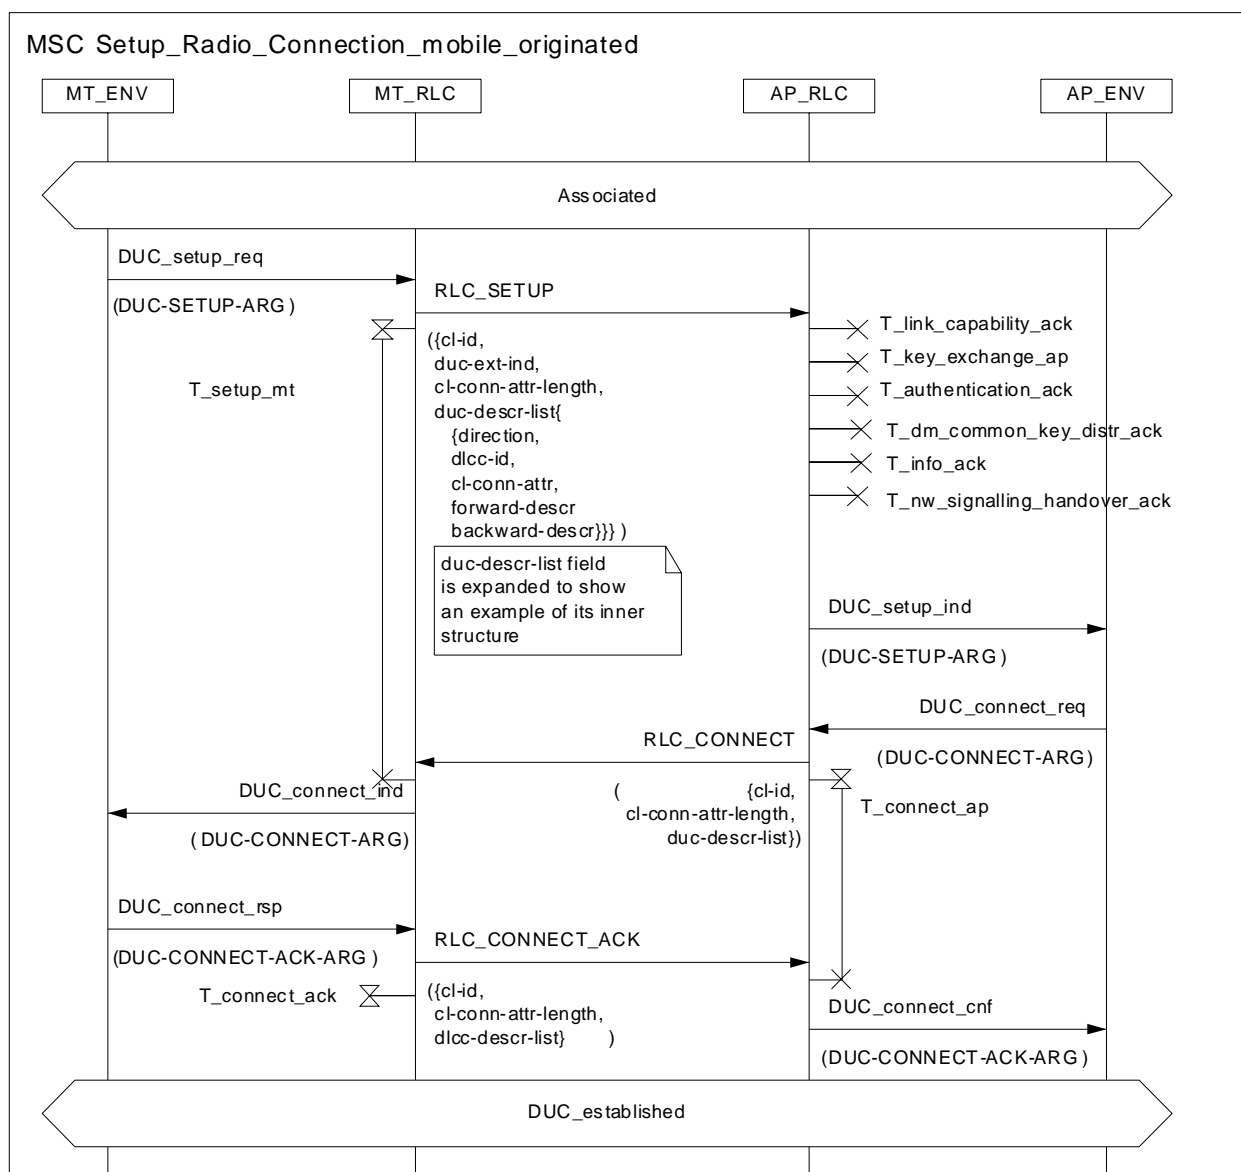 MSC Setup_Radio_Connection_mobile_originated
MT_ENV
MT_RLC
AP_RLC
AP_ENV
Associated
DUC_setup_req
(DUC-SETUP-ARG)
RLC_SETUP
({cl-id,
duc-ext-ind,
cl-conn-attr-length,
duc-descr-list{
{direction,
dlcc-id,
cl-conn-attr,
forward-descr
backward-descr}}} )
T_setup_mt
T_link_capability_ack
T_key_exchange_ap
T_authentication_ack
T_dm_common_key_distr_ack
T_info_ack
T_nw_signalling_handover_ack
duc-descr-list field
is expanded to show
an example of its inner
structure
DUC_setup_ind
(DUC-SETUP-ARG)
DUC_connect_req
(DUC-CONNECT-ARG)
RLC_CONNECT
( {cl-id,
cl-conn-attr-length,
duc-descr-list})
DUC_connect_ind
(DUC-CONNECT-ARG)
T_connect_ap
DUC_connect_rsp
(DUC-CONNECT-ACK-ARG)
RLC_CONNECT_ACK
({cl-id,
cl-conn-attr-length,
dlcc-descr-list} )
T_connect_ack
DUC_connect_cnf
(DUC-CONNECT-ACK-ARG)
DUC_established